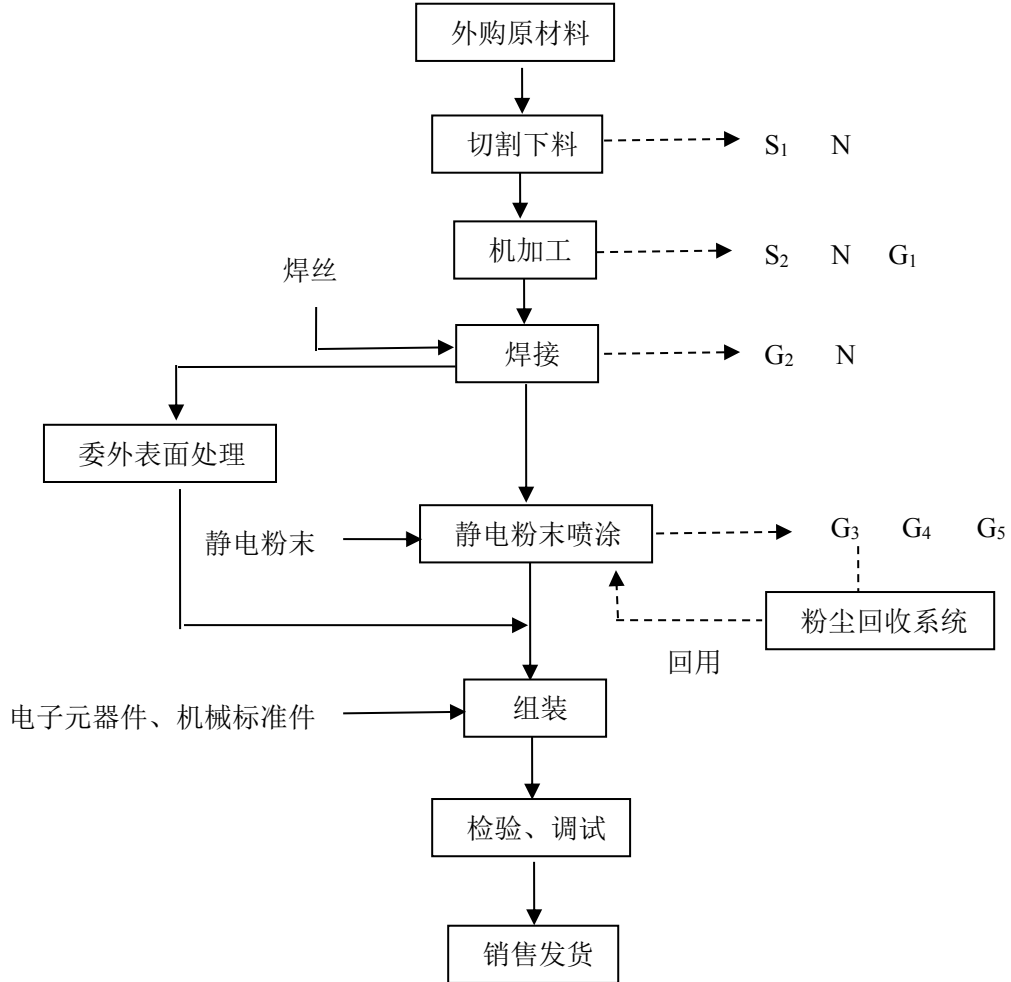 外购原材料
切割下料
S₁ N
机加工
S₂ N G₁
焊丝
焊接
G₂ N
委外表面处理
静电粉末
静电粉末喷涂
G₃ G₄ G₅
粉尘回收系统
回用
电子元器件、机械标准件
组装
检验、调试
销售发货